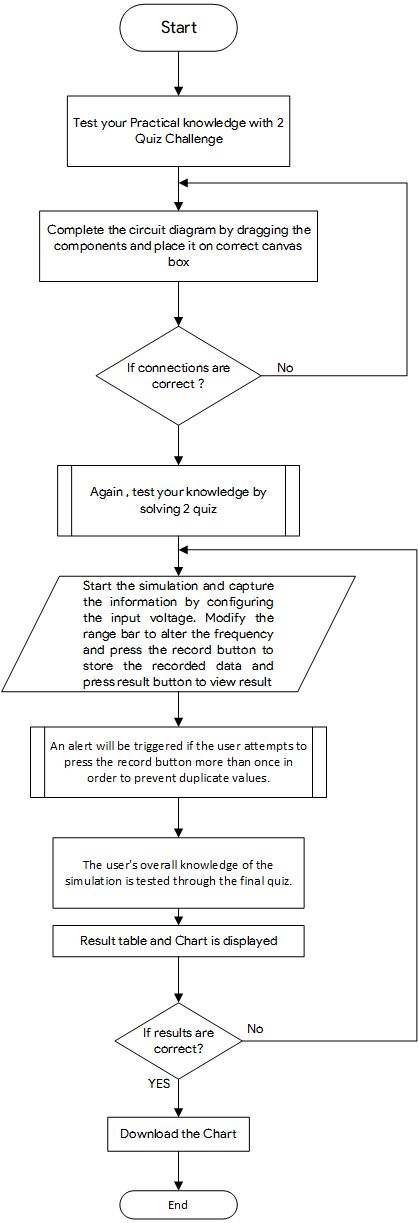 Start
Test your Practical knowledge with 2
Quiz Challenge
Complete the circuit diagram by dragging the
components and place it on correct canvas
box
If connections are
correct ?
No
Again , test your knowledge by
solving 2 quiz
Start the simulation and capture
the information by configuring
the input voltage. Modify the
range bar to alter the frequency
and press the record button to
store the recorded data and
press result button to view result
An alert will be triggered if the user attempts to
press the record button more than once in
order to prevent duplicate values.
The user's overall knowledge of the
simulation is tested through the final quiz.
Result table and Chart is displayed
If results are
correct?
No
YES
Download the Chart
End